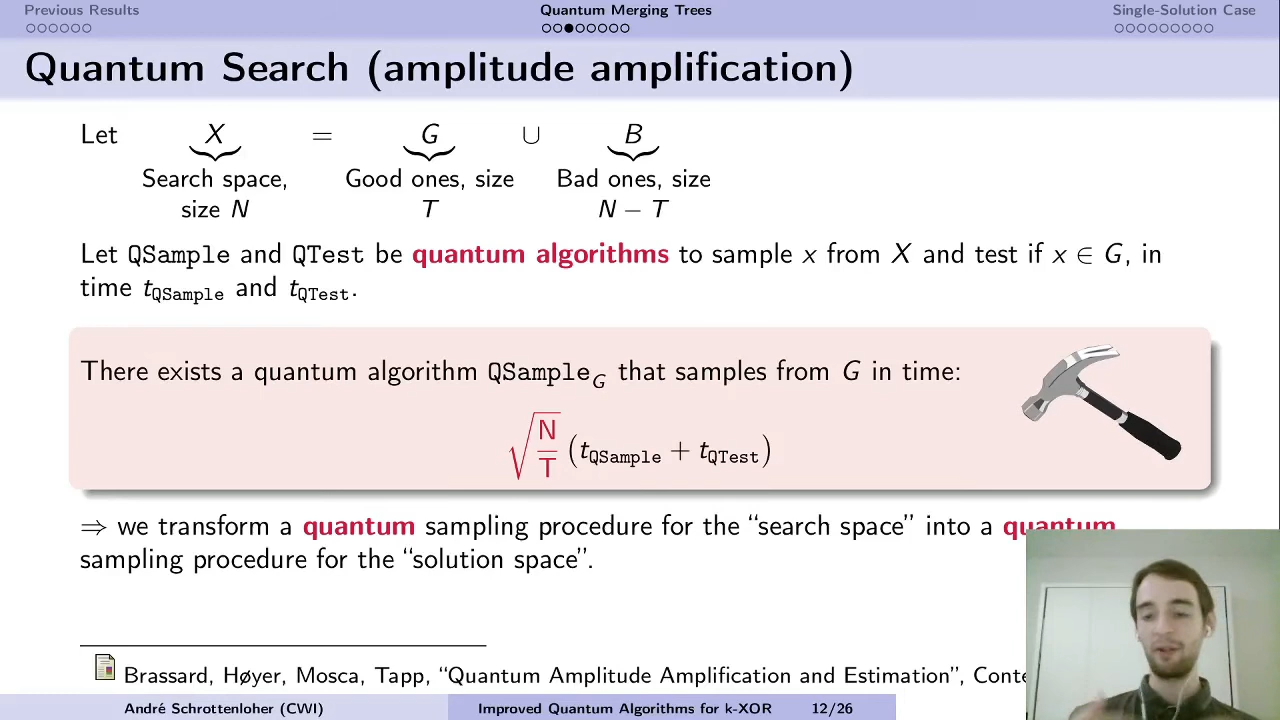 Previous Results Quantum Merging Trees Single-Solution Case
Quantum Search (amplitude amplification)
Let X = G ∪ B
Search space, Good ones, size Bad ones, size
size N T N − T
Let QSample and QTest be quantum algorithms to sample x from X and test if x ∈ G, in
time t_QSample and t_QTest.
There exists a quantum algorithm QSample_G that samples from G in time:
√(N/T) (t_QSample + t_QTest)
⇒ we transform a quantum sampling procedure for the “search space” into a quantum
sampling procedure for the “solution space”.
Brassard, Høyer, Mosca, Tapp, “Quantum Amplitude Amplification and Estimation”, Conte
André Schrottenloher (CWI) Improved Quantum Algorithms for k-XOR 12/26